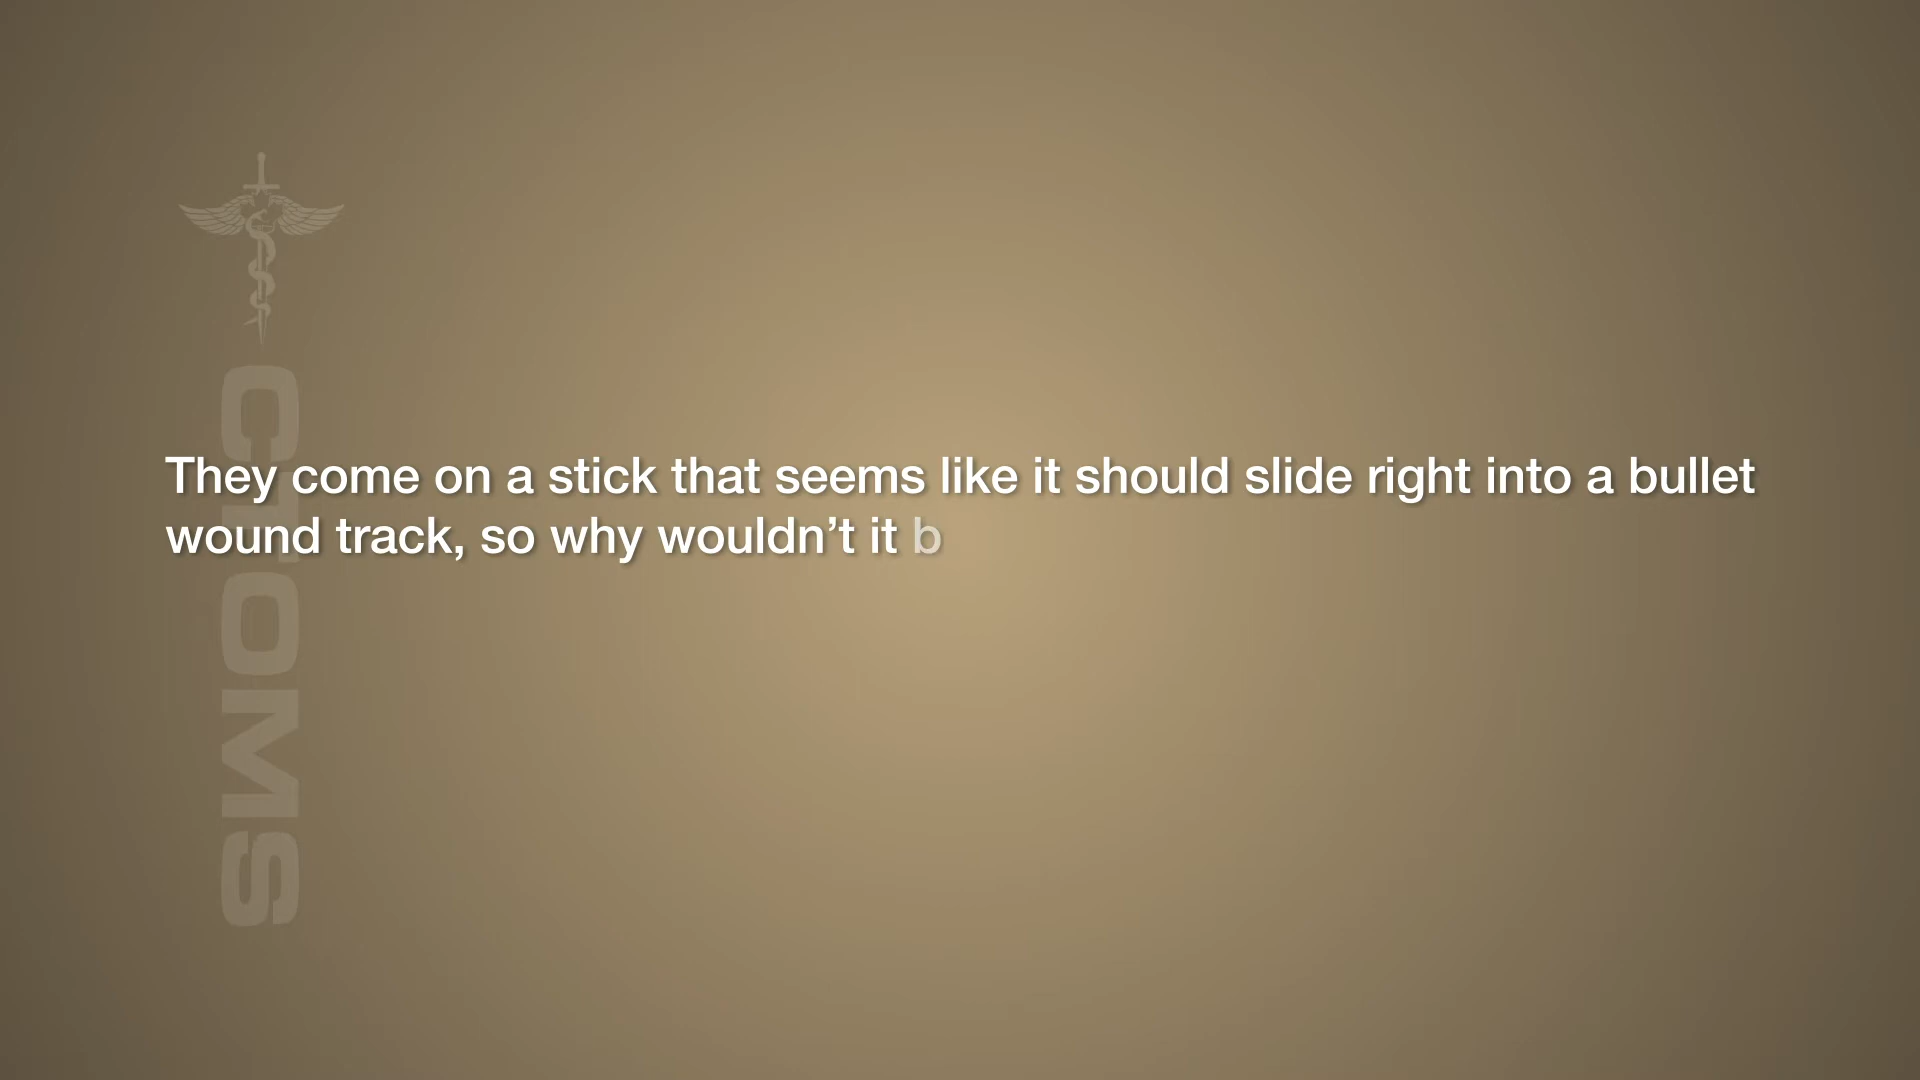 They come on a stick that seems like it should slide right into a bullet
wound track, so why wouldn’t it b
CTOMS